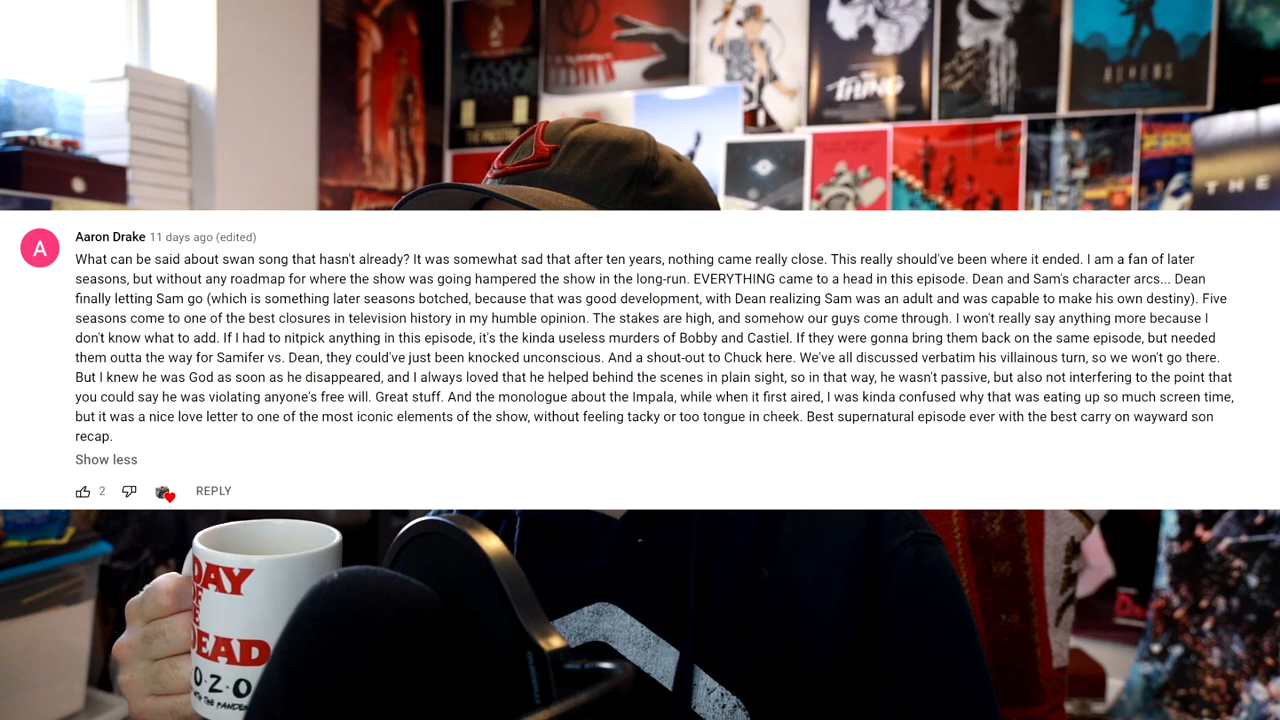 THING
ALIENS
THE
A
Aaron Drake 11 days ago (edited)
What can be said about swan song that hasn't already? It was somewhat sad that after ten years, nothing came really close. This really should've been where it ended. I am a fan of later
seasons, but without any roadmap for where the show was going hampered the show in the long-run. EVERYTHING came to a head in this episode. Dean and Sam's character arcs... Dean
finally letting Sam go (which is something later seasons botched, because that was good development, with Dean realizing Sam was an adult and was capable to make his own destiny). Five
seasons come to one of the best closures in television history in my humble opinion. The stakes are high, and somehow our guys come through. I won't really say anything more because I
don't know what to add. If I had to nitpick anything in this episode, it's the kinda useless murders of Bobby and Castiel. If they were gonna bring them back on the same episode, but needed
them outta the way for Samifer vs. Dean, they could've just been knocked unconscious. And a shout-out to Chuck here. We've all discussed verbatim his villainous turn, so we won't go there.
But I knew he was God as soon as he disappeared, and I always loved that he helped behind the scenes in plain sight, so in that way, he wasn't passive, but also not interfering to the point that
you could say he was violating anyone's free will. Great stuff. And the monologue about the Impala, while when it first aired, I was kinda confused why that was eating up so much screen time,
but it was a nice love letter to one of the most iconic elements of the show, without feeling tacky or too tongue in cheek. Best supernatural episode ever with the best carry on wayward son
recap.
Show less
2 REPLY
DAY
OF
DEAD
2·0